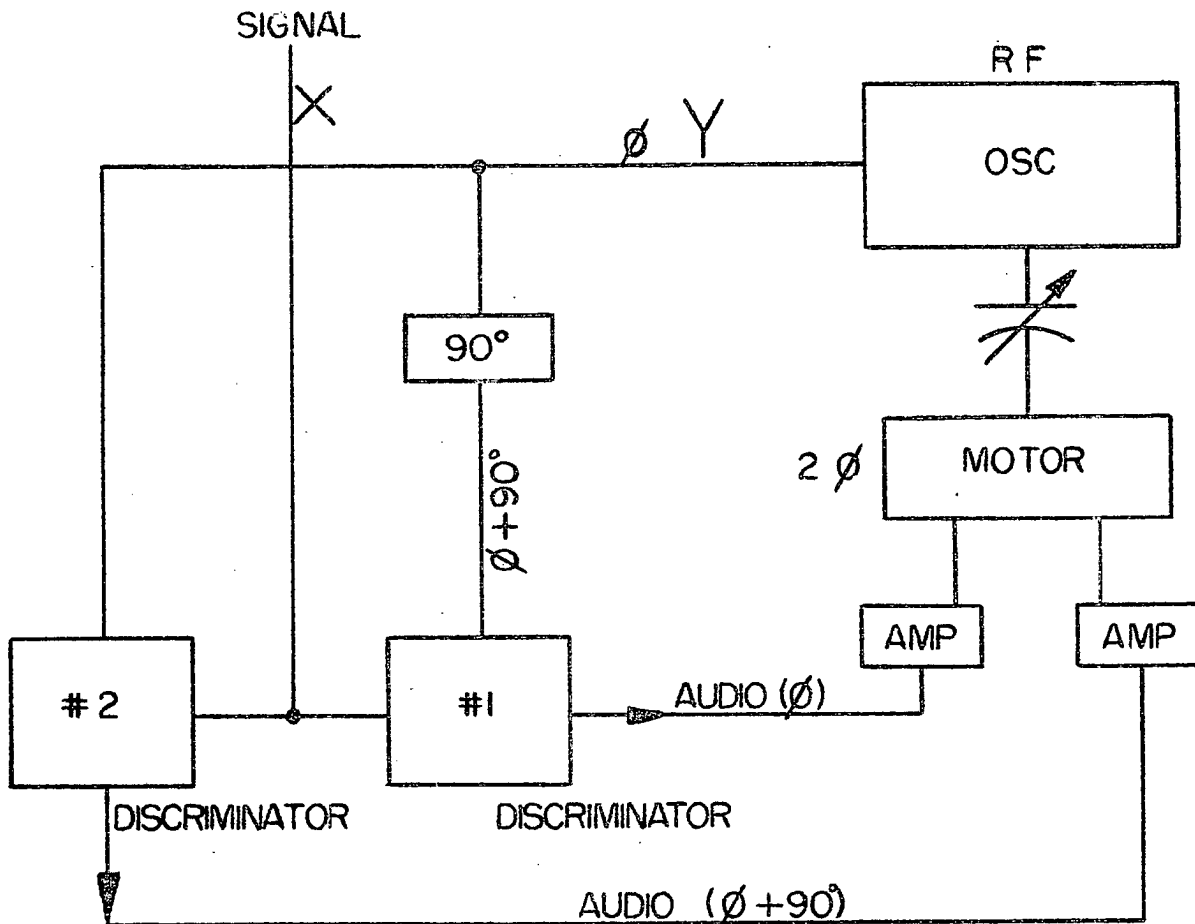 SIGNAL
X
RF
OSC
Ø Y
90°
Ø+90°
2 Ø
MOTOR
AMP
AMP
#2
#1
AUDIO (Ø)
DISCRIMINATOR
DISCRIMINATOR
AUDIO (Ø+90°)